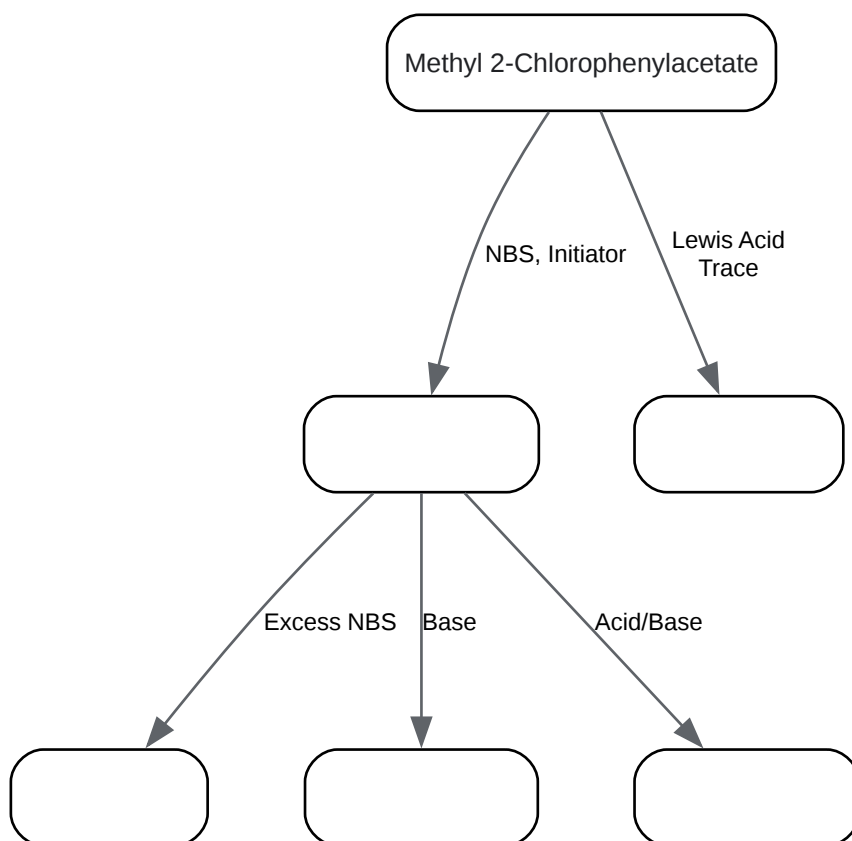 Methyl 2-Chlorophenylacetate
NBS, Initiator
Lewis Acid
Trace
Excess NBS
Base
Acid/Base